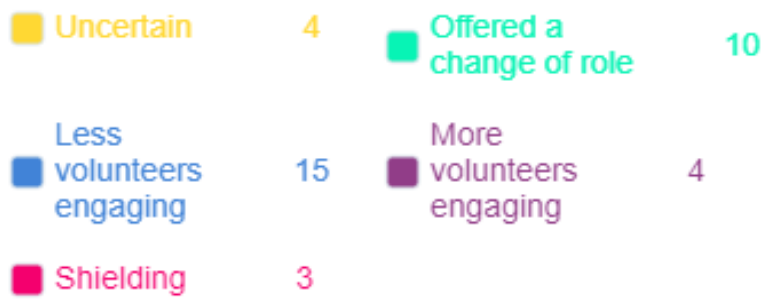 Uncertain 4
Offered a
change of role 10
Less
volunteers 15
engaging
More
volunteers 4
engaging
Shielding 3